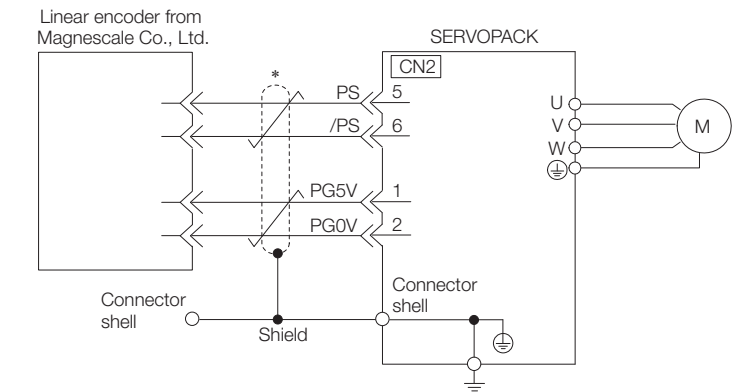 Linear encoder from
Magnescale Co., Ltd.
SERVOPACK
CN2
*
PS 5
/PS 6
PG5V 1
PG0V 2
U
V
W
M
Connector
shell
Shield
Connector
shell